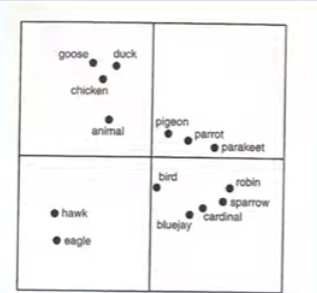 goose duck
chicken
animal
pigeon
parrot
parakeet
bird
robin
sparrow
cardinal
bluejay
hawk
eagle